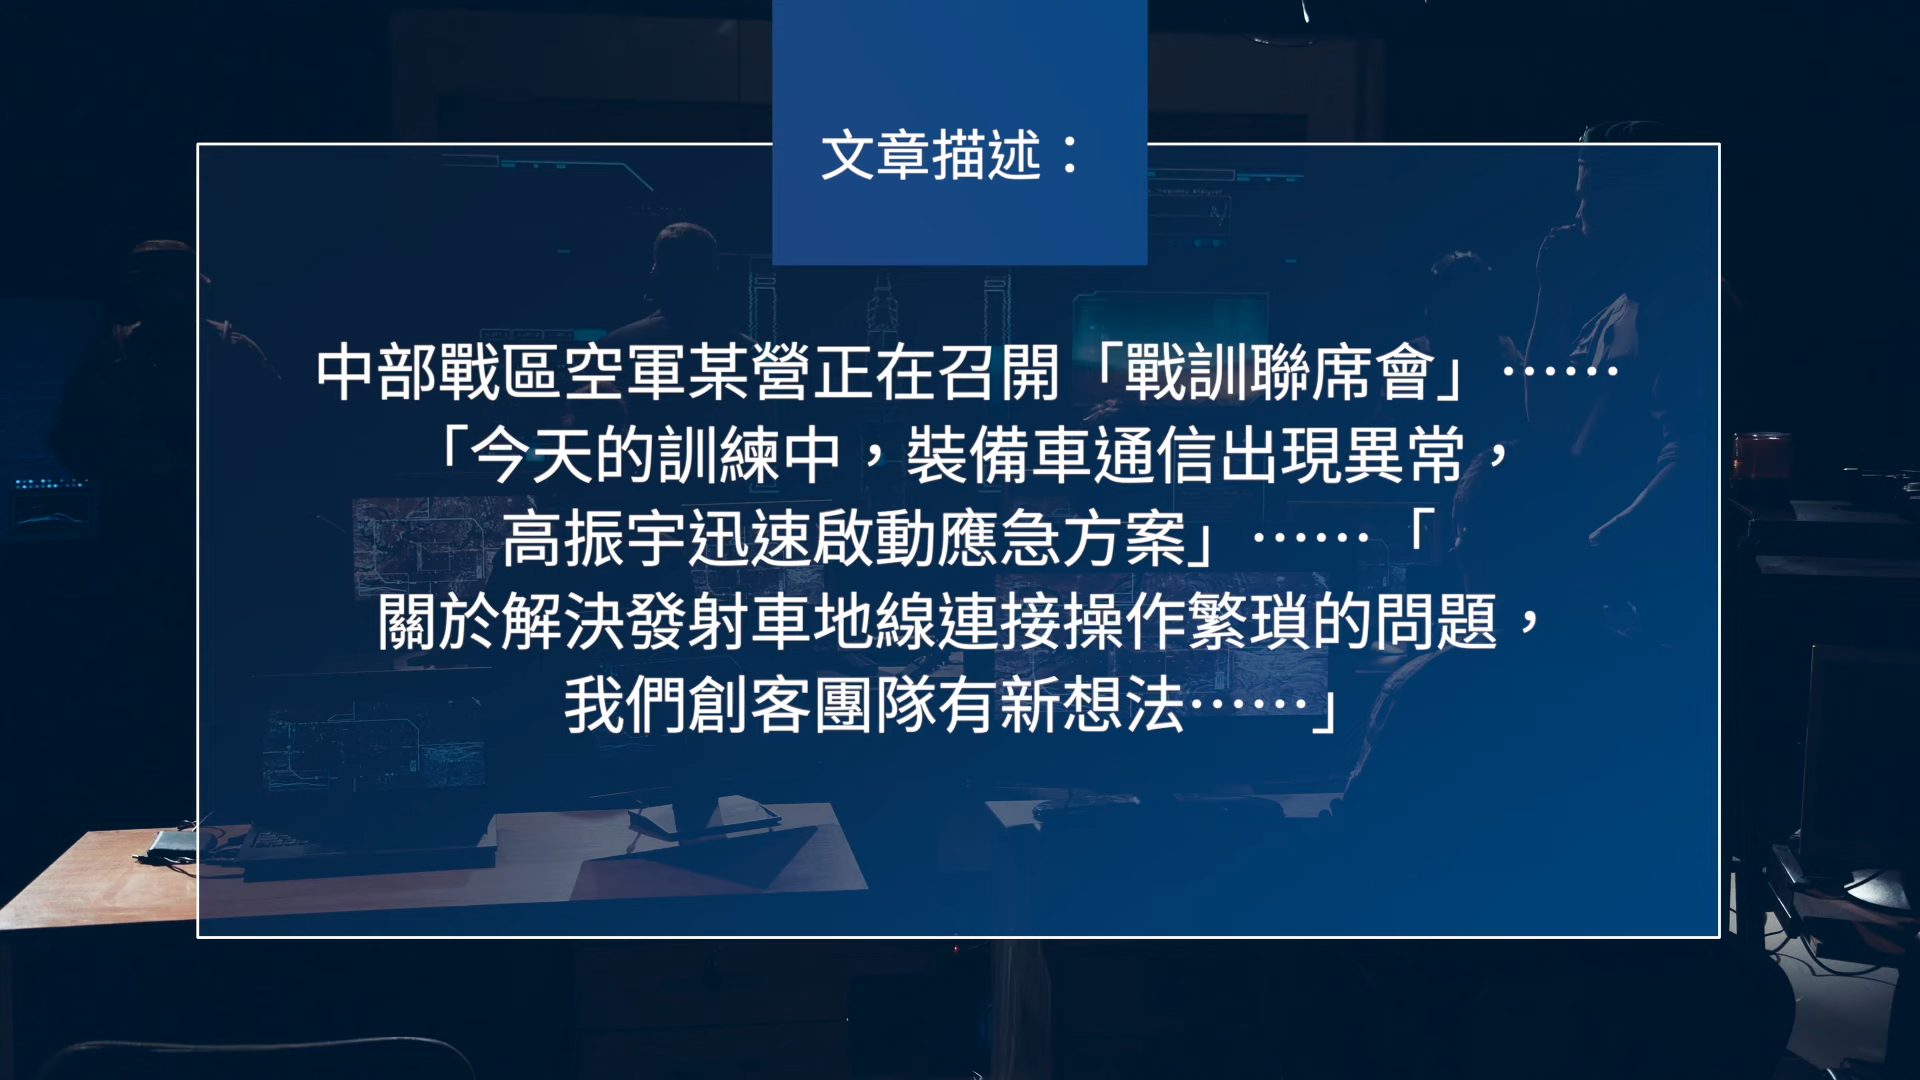 文章描述：
中部戰區空軍某營正在召開「戰訓聯席會」……
「今天的訓練中，裝備車通信出現異常，
高振宇迅速啟動應急方案」……「
關於解決發射車地線連接操作繁瑣的問題，
我們創客團隊有新想法……」